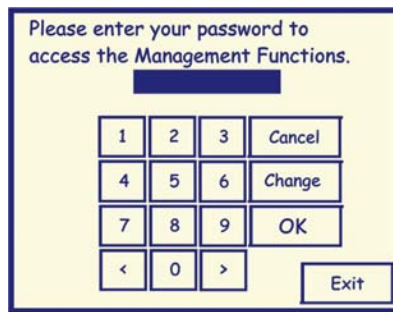 Please enter your password to
access the Management Functions.
1 2 3 Cancel
4 5 6 Change
7 8 9 OK
< 0 >
Exit